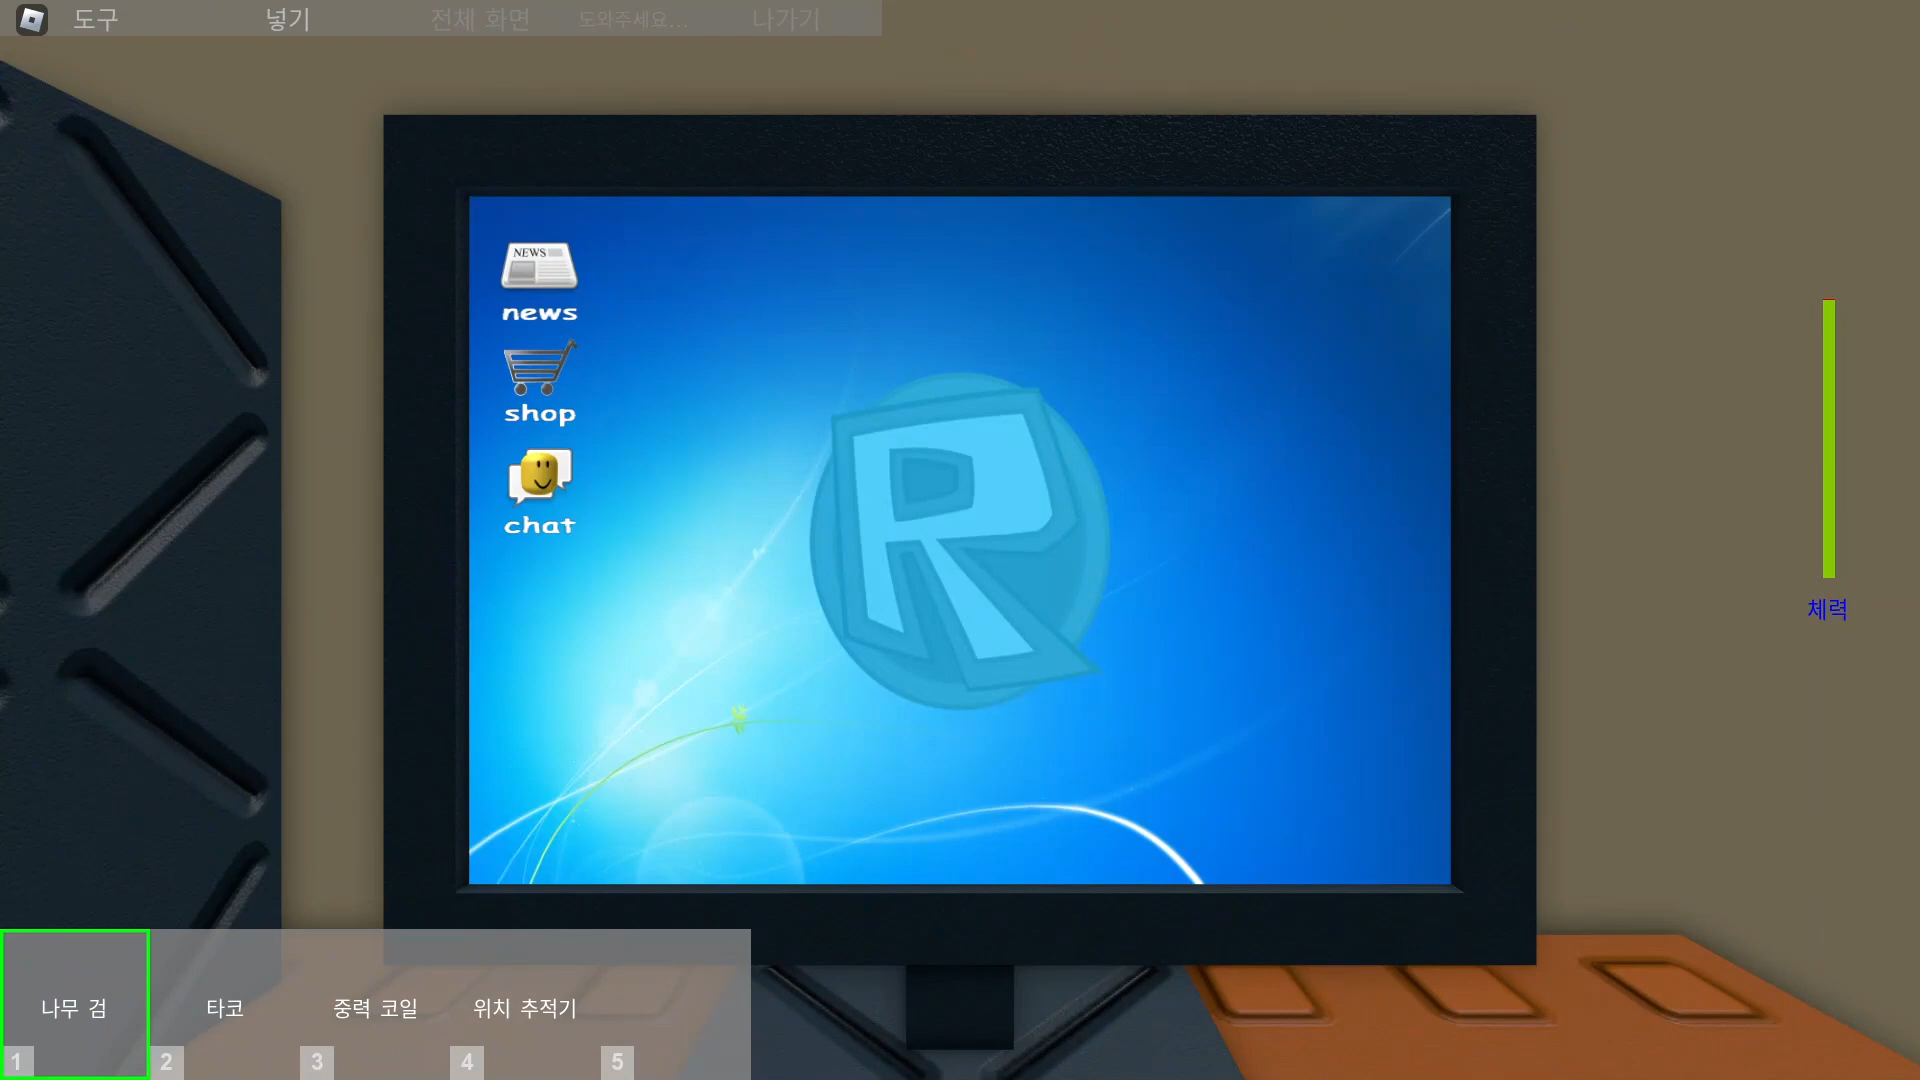 도구 넣기 전체 화면 도와주세요... 나가기
NEWS
news
shop
chat
체력
나무 검 타코 중력 코일 위치 추적기
1 2 3 4 5